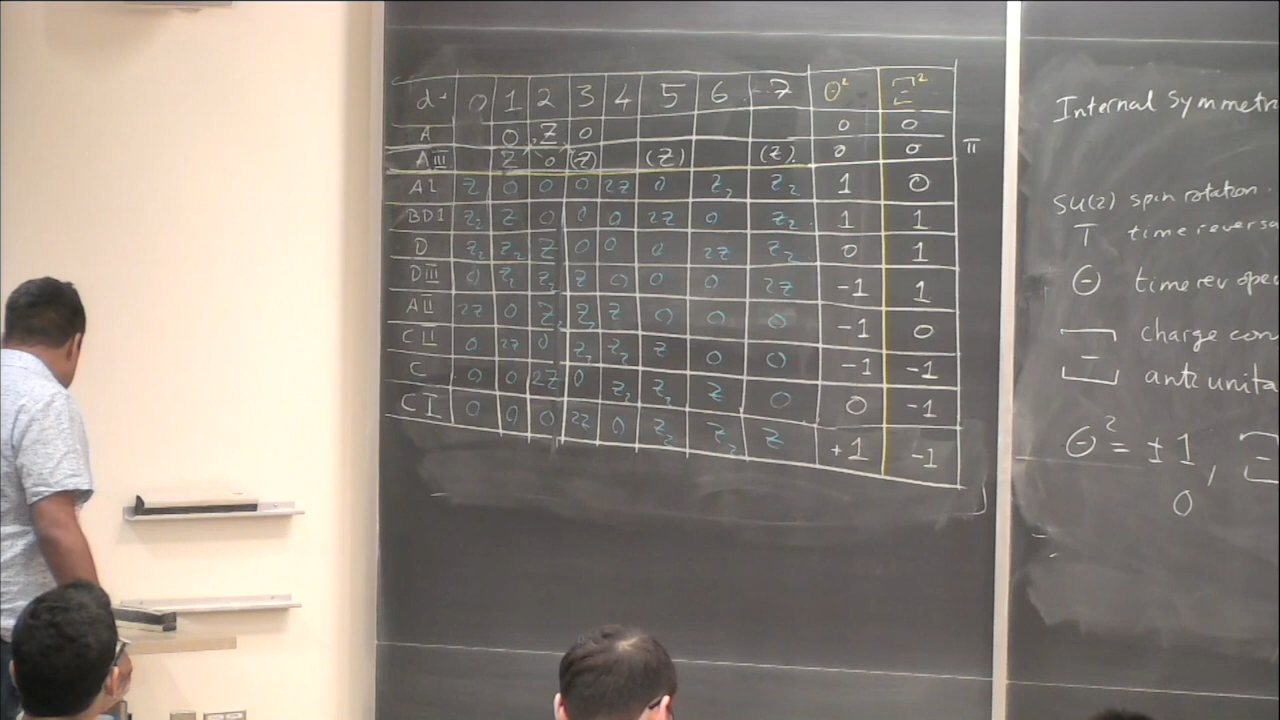 d 0 1 2 3 4 5 6 7 Θ² Ξ²
A 0 Z 0 0 0
AIII Z 0 (Z) (Z) (Z) 0 0
II
AI Z 0 0 0 2Z 0 Z₂ Z₂ 1 0
BDI Z₂ Z 0 0 0 2Z 0 Z₂ 1 1
D Z₂ Z₂ Z 0 0 0 2Z Z₂ 0 1
DIII 0 Z₂ Z₂ Z 0 0 0 2Z -1 1
AII 2Z 0 Z₂ Z₂ Z 0 0 0 -1 0
CII 0 2Z 0 Z₂ Z₂ Z 0 0 -1 -1
C 0 0 2Z 0 Z₂ Z₂ Z 0 0 -1
CI 0 0 0 2Z 0 Z₂ Z₂ Z +1 -1
Internal Symmetr
SU(2) spin rotation
T time reversa
Θ time rev ope
Ξ charge con
antiunita
Θ² = ±1,
0